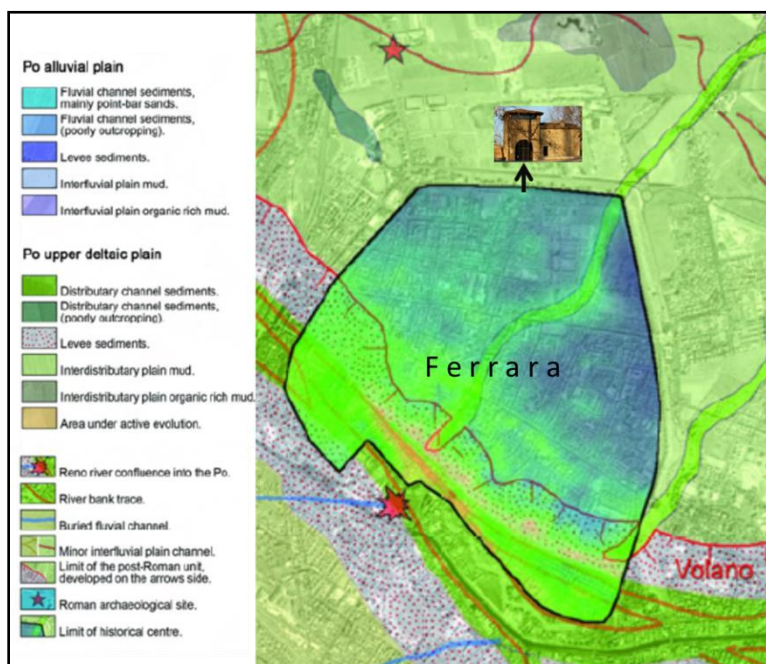 Po alluvial plain
Fluvial channel sediments,
mainly point-bar sands.
Fluvial channel sediments,
(poorly outcropping).
Levee sediments.
Interfluvial plain mud.
Interfluvial plain organic rich mud.
Po upper deltaic plain
Distributary channel sediments.
Distributary channel sediments,
(poorly outcropping).
Levee sediments.
Interdistributary plain mud.
Interdistributary plain organic rich mud.
Area under active evolution.
Reno river confluence into the Po.
River bank trace.
Buried fluvial channel.
Minor interfluvial plain channel.
Limit of the post-Roman unit,
developed on the arrows side.
Roman archaeological site.
Limit of historical centre.
Ferrara
Volano